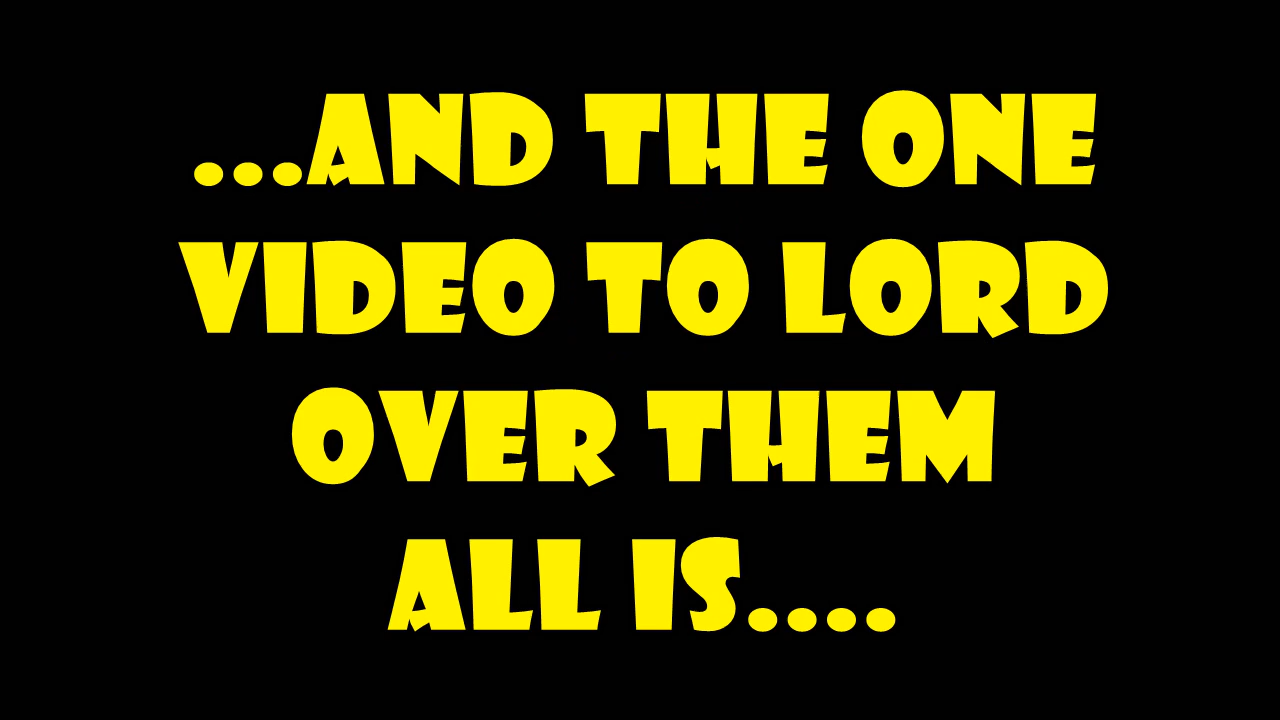 ...AND THE ONE
VIDEO TO LORD
OVER THEM
ALL IS....